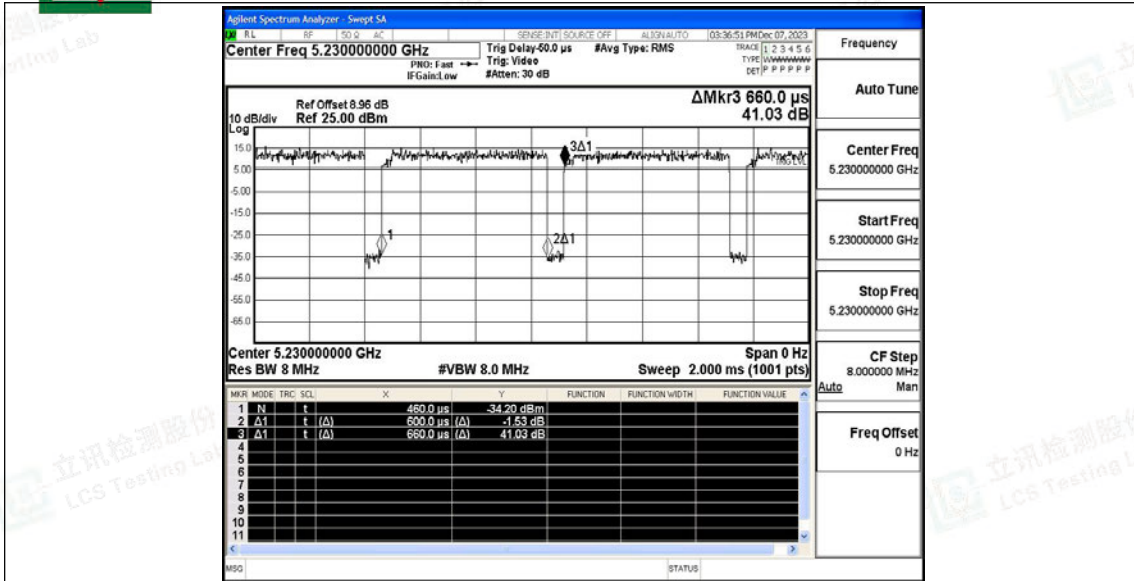 Agilent Spectrum Analyzer - Swept SA
RL RF 50 Ω AC SENSE:INT SOURCE OFF ALIGNAUTO 03:36:51 PM Dec 07, 2023
Center Freq 5.230000000 GHz
PNO: Fast
IFGain:Low
Trig Delay-50.0 µs #Avg Type: RMS
Trig: Video
#Atten: 30 dB
TRACE 1 2 3 4 5 6
TYPE WWWWWW
DET P P P P P P
Frequency
Auto Tune
Center Freq
5.230000000 GHz
Start Freq
5.230000000 GHz
Stop Freq
5.230000000 GHz
CF Step
8.000000 MHz
Auto Man
Freq Offset
0 Hz
ΔMkr3 660.0 µs
41.03 dB
Ref Offset 8.96 dB
10 dB/div Ref 25.00 dBm
Log
15.0
5.00
-5.00
-15.0
-25.0
-35.0
-45.0
-55.0
-65.0
3Δ1
TRIG LVL
1
2Δ1
Center 5.230000000 GHz Span 0 Hz
Res BW 8 MHz #VBW 8.0 MHz Sweep 2.000 ms (1001 pts)
MKR MODE TRC SCL X Y FUNCTION FUNCTION WIDTH FUNCTION VALUE
1 N t 460.0 µs -34.20 dBm
2 Δ1 t (Δ) 600.0 µs (Δ) -1.53 dB
3 Δ1 t (Δ) 660.0 µs (Δ) 41.03 dB
4
5
6
7
8
9
10
11
MSG STATUS
立讯检测股份
LCS Testing Lab
立讯检测股份
LCS Testing L